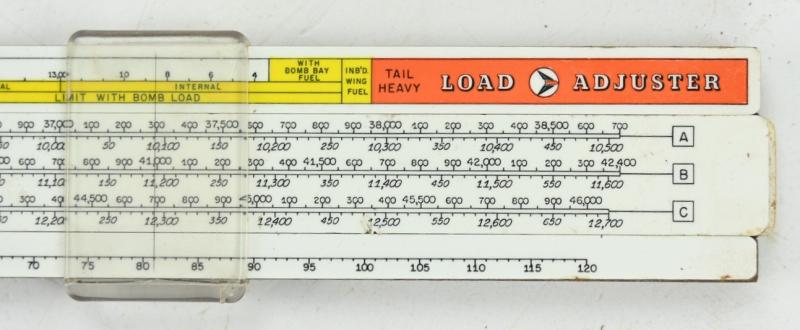 WITH
BOMB BAY
FUEL
INB'D.
WING
FUEL
TAIL
HEAVY
LOAD ADJUSTER
13,00 10 8 6 4
AL INTERNAL
LIMIT WITH BOMB LOAD
900 37,000 100 200 300 400 37,500 600 700 800 900 38,000 100 200 300 400 38,500 600 700
10,000 50 10,100 150 10,200 250 10,300 350 10,400 450 10,500
A
600 700 800 900 41,000 100 200 300 400 41,500 600 700 800 900 42,000 100 200 300 42,400
11,100 150 11,200 250 11,300 350 11,400 450 11,500 550 11,600
B
300 400 44,500 600 700 800 900 45,000 100 200 300 400 45,500 600 700 800 900 46,000
12,200 250 12,300 350 12,400 450 12,500 550 12,600 650 12,700
C
70 75 80 85 90 95 100 105 110 115 120